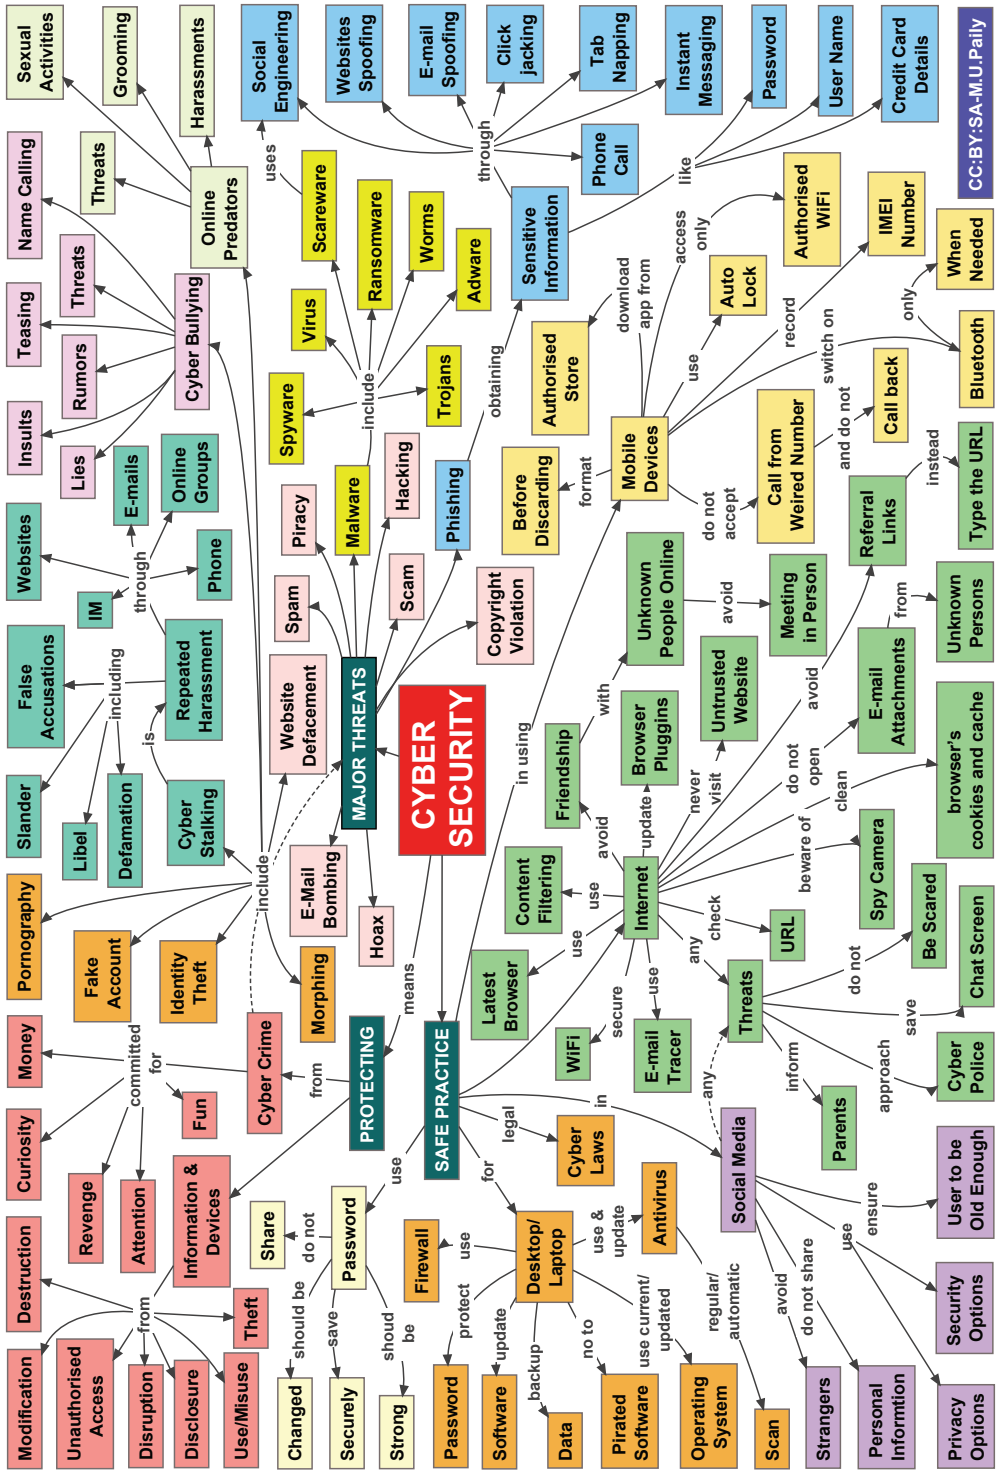 Modification
Destruction
Curiosity
Money
Pornography
Slander
False
Accusations
Websites
Insults
Teasing
Name Calling
Sexual
Activities
Unauthorised
Access
Revenge
Fake
Account
Libel
IM
Lies
Rumors
Threats
Threats
Grooming
Disruption
from
Attention
committed
for
Defamation
including
through
E-mails
Disclosure
Information &
Devices
Fun
Identity
Theft
Cyber
Stalking
is
Repeated
Harassment
Phone
Online
Groups
Cyber Bullying
Online
Predators
Harassments
Use/Misuse
Theft
Cyber Crime
include
Changed
should be
Share
do not
from
Morphing
Website
Defacement
Spam
Piracy
Spyware
Virus
Scareware
uses
Social
Engineering
Securely
save
Password
E-Mail
Bombing
Malware
include
Ransomware
Websites
Spoofing
Strong
shoud
be
use
PROTECTING
means
Hoax
MAJOR THREATS
Scam
Hacking
Trojans
Worms
E-mail
Spoofing
Password
protect
Firewall
use
SAFE PRACTICE
CYBER
SECURITY
Copyright
Violation
Phishing
obtaining
Adware
through
Click
jacking
Software
update
for
legal
in using
Sensitive
Information
Data
backup
Desktop/
Laptop
Latest
Browser
use
Content
Filtering
Before
Discarding
Authorised
Store
Phone
Call
Tab
Napping
Pirated
Software
no to
use &
update
Cyber
Laws
in
WiFi
secure
use
avoid
Friendship
with
format
download
app from
Instant
Messaging
Operating
System
use current/
updated
Antivirus
E-mail
Tracer
use
Internet
update
Browser
Pluggins
Unknown
People Online
Mobile
Devices
access
only
like
Scan
regular/
automatic
Social Media
any
Threats
any
check
never
visit
Untrusted
Website
avoid
do not
accept
use
Auto
Lock
Password
Strangers
avoid
do not share
inform
URL
beware of
do not
open
avoid
Meeting
in Person
Call from
Weired Number
record
Authorised
WiFi
User Name
Personal
Informtion
use
ensure
Parents
approach
do not
Spy Camera
clean
E-mail
Attachments
from
Referral
Links
and do not
Call back
switch on
IMEI
Number
Credit Card
Details
Privacy
Options
Security
Options
User to be
Old Enough
Cyber
Police
save
Chat Screen
Be Scared
browser's
cookies and cache
Unknown
Persons
instead
Type the URL
Bluetooth
only
When
Needed
CC:BY:SA-M.U.Paily